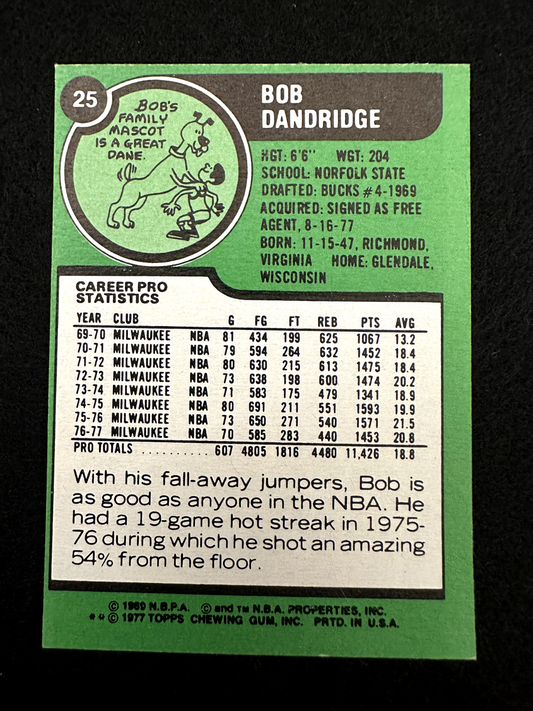 25
BOB
DANDRIDGE
BOB'S
FAMILY
MASCOT
IS A GREAT
DANE.
HGT: 6'6" WGT: 204
SCHOOL: NORFOLK STATE
DRAFTED: BUCKS #4-1969
ACQUIRED: SIGNED AS FREE
AGENT, 8-16-77
BORN: 11-15-47, RICHMOND,
VIRGINIA HOME: GLENDALE,
WISCONSIN
CAREER PRO
STATISTICS
YEAR CLUB G FG FT REB PTS AVG
69-70 MILWAUKEE NBA 81 434 199 625 1067 13.2
70-71 MILWAUKEE NBA 79 594 264 632 1452 18.4
71-72 MILWAUKEE NBA 80 630 215 613 1475 18.4
72-73 MILWAUKEE NBA 73 638 198 600 1474 20.2
73-74 MILWAUKEE NBA 71 583 175 479 1341 18.9
74-75 MILWAUKEE NBA 80 691 211 551 1593 19.9
75-76 MILWAUKEE NBA 73 650 271 540 1571 21.5
76-77 MILWAUKEE NBA 70 585 283 440 1453 20.8
PRO TOTALS .......... 607 4805 1816 4480 11,426 18.8
With his fall-away jumpers, Bob is
as good as anyone in the NBA. He
had a 19-game hot streak in 1975-
76 during which he shot an amazing
54% from the floor.
© 1969 N.B.P.A. © and TM N.B.A. PROPERTIES, INC.
** © 1977 TOPPS CHEWING GUM, INC. PRTD. IN U.S.A.